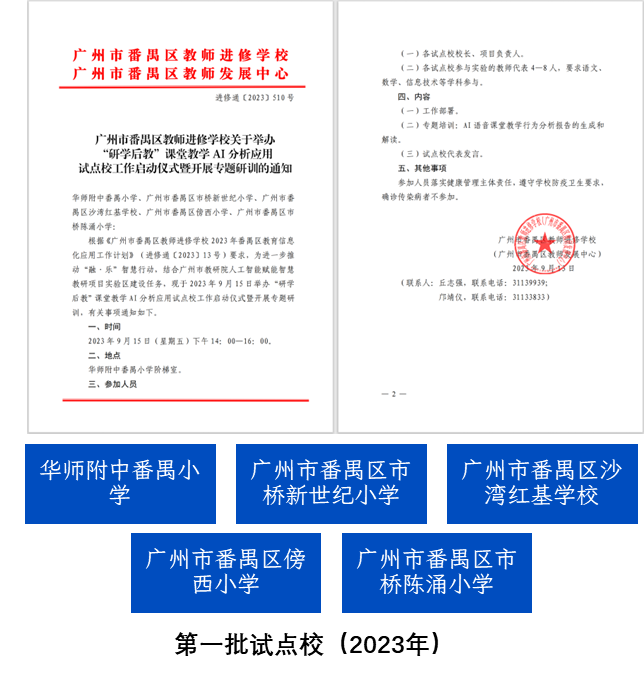 广州市番禺区教师进修学校
广州市番禺区教师发展中心
进修通〔2023〕510 号
广州市番禺区教师进修学校关于举办
“研学后教”课堂教学 AI 分析应用
试点校工作启动仪式暨开展专题研训的通知
华师附中番禺小学、广州市番禺区市桥新世纪小学、广州市番
禺区沙湾红基学校、广州市番禺区傍西小学、广州市番禺区市
桥陈涌小学:
根据《广州市番禺区教师进修学校 2023 年番禺区教育信息
化应用工作计划》（进修通〔2023〕13 号）要求，为进一步推
动“融·乐”智慧行动，结合广州市教研院人工智能赋能智慧
教研项目实验区建设任务，现于 2023 年 9 月 15 日举办“研学
后教”课堂教学 AI 分析应用试点校工作启动仪式暨开展专题研
训，有关事项通知如下。
一、时间
2023 年 9 月 15 日（星期五）下午 14：00—16：00。
二、地点
华师附中番禺小学阶梯室。
三、参加人员
（一）各试点校校长、项目负责人。
（二）各试点校参与实验的教师代表 4—8 人，要求语文、
数学、信息技术等学科参与。
四、内容
（一）工作部署。
（二）专题培训：AI 语音课堂教学行为分析报告的生成和
解读。
（三）试点校代表发言。
五、其他事项
参加人员落实健康管理主体责任，遵守学校防疫卫生要求，
确诊传染病者不参加。
广州市番禺区教师进修学校
（广州市番禺区教师发展中心）
2023 年 9 月 13 日
（联系人：丘志强，联系电话：31139939;
邝靖仪，联系电话：31133833）
— 2 —
华师附中番禺小
学
广州市番禺区市
桥新世纪小学
广州市番禺区沙
湾红基学校
广州市番禺区傍
西小学
广州市番禺区市
桥陈涌小学
第一批试点校（2023年）